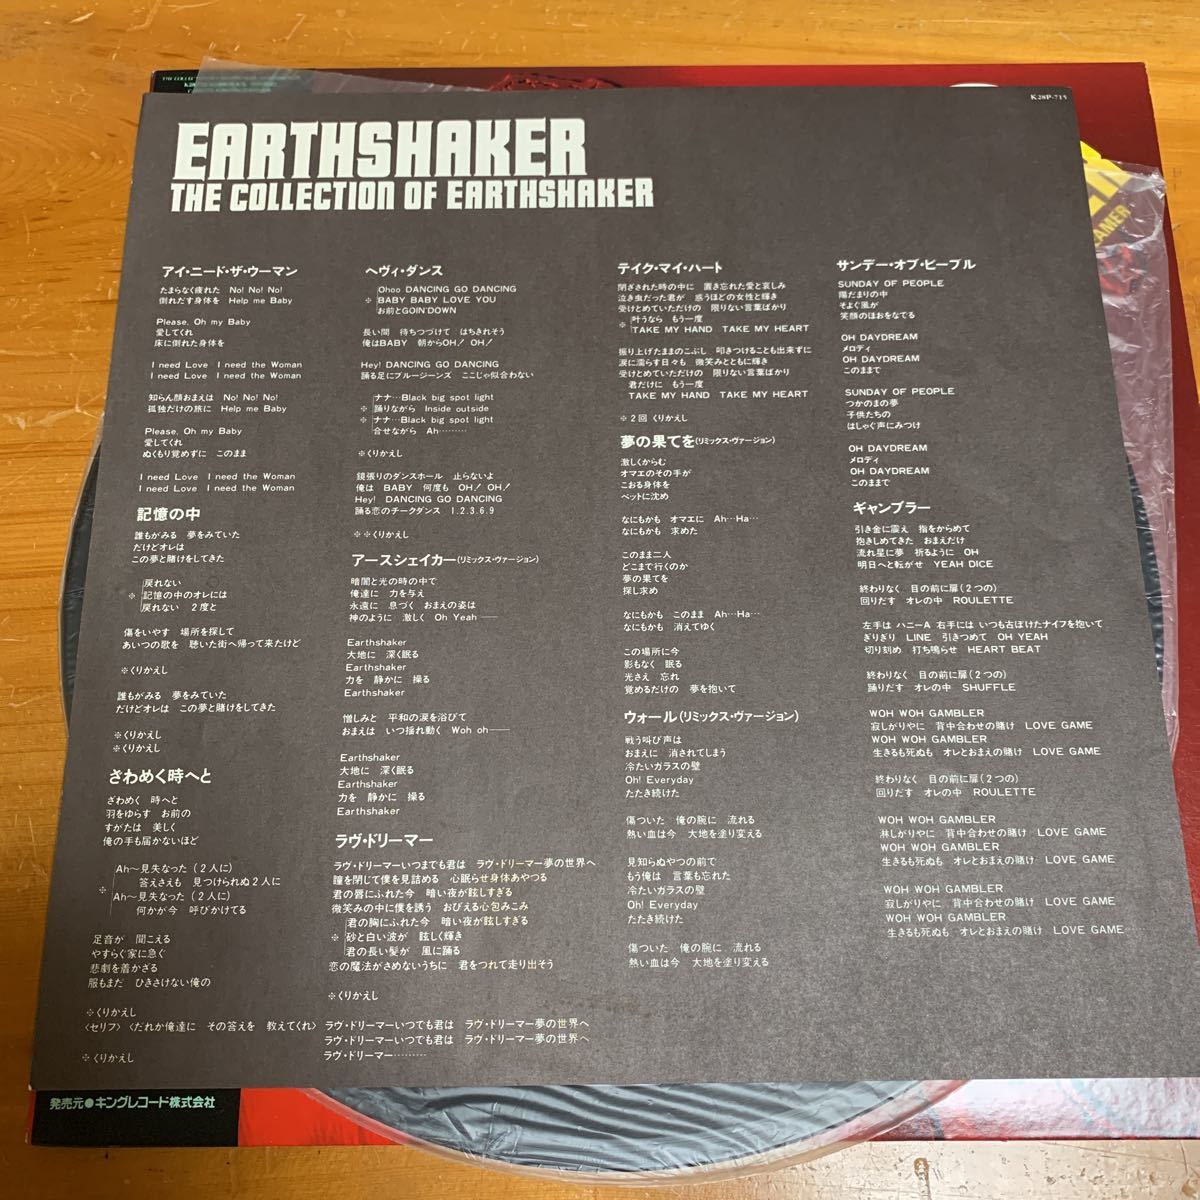 K28P-715
EARTHSHAKER
THE COLLECTION OF EARTHSHAKER
アイ・ニード・ザ・ウーマン
たまらなく疲れた No! No! No!
倒れだす身体を Help me Baby
Please, Oh my Baby
愛してくれ
床に倒れた身体を
I need Love I need the Woman
I need Love I need the Woman
知らん顔おまえは No! No! No!
孤独だけの旅に Help me Baby
Please, Oh my Baby
愛してくれ
ぬくもり覚めずに このまま
I need Love I need the Woman
I need Love I need the Woman
記憶の中
誰もがみる 夢をみていた
だけどオレは
この夢と賭けをしてきた
戻れない
※ 記憶の中のオレには
戻れない 2度と
傷をいやす 場所を探して
あいつの歌を 聴いた街へ帰って来たけど
※くりかえし
誰もがみる 夢をみていた
だけどオレは この夢と賭けをしてきた
※くりかえし
※くりかえし
ざわめく時へと
ざわめく 時へと
羽をゆらす お前の
すがたは 美しく
俺の手も届かないほど
Ah〜見失なった (2人に)
答えさえも 見つけられぬ2人に
※
Ah〜見失なった (2人に)
何かが今 呼びかけてる
足音が 聞こえる
やすらぐ家に急ぐ
悲劇を着かざる
服もまだ ひきさけない俺の
※くりかえし
〈セリフ〉〈だれか俺達に その答えを 教えてくれ〉
※くりかえし
ヘヴィ・ダンス
Ohoo DANCING GO DANCING
※ BABY BABY LOVE YOU
お前とGOIN'DOWN
長い間 待ちつづけて はちきれそう
俺はBABY 朝からOH! OH!
Hey! DANCING GO DANCING
踊る足にブルージーンズ ここじゃ似合わない
ナナ…Black big spot light
※ 踊りながら Inside outside
※ ナナ…Black big spot light
合せながら Ah………
※くりかえし
鏡張りのダンスホール 止らないよ
俺は BABY 何度も OH! OH!
Hey! DANCING GO DANCING
踊る恋のチークダンス 1.2.3.6.9
※※くりかえし
アースシェイカー(リミックス・ヴァージョン)
暗闇と光の時の中で
俺達に 力を与え
永遠に 息づく おまえの姿は
神のように 激しく Oh Yeah——
Earthshaker
大地に 深く眠る
Earthshaker
力を 静かに 操る
Earthshaker
憎しみと 平和の涙を浴びて
おまえは いつ揺れ動く Woh oh——
Earthshaker
大地に 深く眠る
Earthshaker
力を 静かに 操る
Earthshaker
ラヴ・ドリーマー
ラヴ・ドリーマーいつまでも君は ラヴ・ドリーマー夢の世界へ
瞳を閉じて僕を見詰める 心眠らせ身体あやつる
君の唇にふれた今 暗い夜が眩しすぎる
微笑みの中に僕を誘う おびえる心包みこみ
君の胸にふれた今 暗い夜が眩しすぎる
※ 砂と白い波が 眩しく輝き
君の長い髪が 風に踊る
恋の魔法がさめないうちに 君をつれて走り出そう
※くりかえし
ラヴ・ドリーマーいつても君は ラヴ・ドリーマー夢の世界へ
ラヴ・ドリーマーいつても君は ラヴ・ドリーマー夢の世界へ
ラヴ・ドリーマー………
テイク・マイ・ハート
閉ざされた時の中に 置き忘れた愛と哀しみ
泣き虫だった君が 惑うほどの女性と輝き
受けとめていただけの 限りない言葉ばかり
※ 叶うなら もう一度
TAKE MY HAND TAKE MY HEART
振り上げたままのこぶし 叩きつけることも出来ずに
涙に濡らす日々も 微笑みとともに輝き
受けとめていただけの 限りない言葉ばかり
君だけに もう一度
TAKE MY HAND TAKE MY HEART
※2回 くりかえし
夢の果てを(リミックス・ヴァージョン)
激しくからむ
オマエのその手が
こおる身体を
ベットに沈め
なにもかも オマエに Ah…Ha…
なにもかも 求めた
このまま二人
どこまで行くのか
夢の果てを
探し求め
なにもかも このまま Ah…Ha…
なにもかも 消えてゆく
この場所に今
影もなく 眠る
光さえ 忘れ
覚めるだけの 夢を抱いて
ウォール(リミックス・ヴァージョン)
戦う叫び声は
おまえに 消されてしまう
冷たいガラスの壁
Oh! Everyday
たたき続けた
傷ついた 俺の腕に 流れる
熱い血は今 大地を塗り変える
見知らぬやつの前で
もう俺は 言葉も忘れた
冷たいガラスの壁
Oh! Everyday
たたき続けた
傷ついた 俺の腕に 流れる
熱い血は今 大地を塗り変える
サンデー・オブ・ピープル
SUNDAY OF PEOPLE
陽だまりの中
そよぐ風が
笑顔のほおをなでる
OH DAYDREAM
メロディ
OH DAYDREAM
このままで
SUNDAY OF PEOPLE
つかのまの夢
子供たちの
はしゃぐ声にみつけ
OH DAYDREAM
メロディ
OH DAYDREAM
このままで
ギャンブラー
引き金に震え 指をからめて
抱きしめてきた おまえだけ
流れ星に夢 祈るように OH
明日へと転がせ YEAH DICE
終わりなく 目の前に扉(2つの)
回りだす オレの中 ROULETTE
左手は ハニーA 右手には いつも古ぼけたナイフを抱いて
ぎりぎり LINE 引きつめて OH YEAH
切り刻め 打ち鳴らせ HEART BEAT
終わりなく 目の前に扉(2つの)
踊りだす オレの中 SHUFFLE
WOH WOH GAMBLER
寂しがりやに 背中合わせの賭け LOVE GAME
WOH WOH GAMBLER
生きるも死ぬも オレとおまえの賭け LOVE GAME
終わりなく 目の前に扉(2つの)
回りだす オレの中 ROULETTE
WOH WOH GAMBLER
淋しがりやに 背中合わせの賭け LOVE GAME
WOH WOH GAMBLER
生きるも死ぬも オレとおまえの賭け LOVE GAME
WOH WOH GAMBLER
寂しがりやに 背中合わせの賭け LOVE GAME
WOH WOH GAMBLER
生きるも死ぬも オレとおまえの賭け LOVE GAME
発売元●キングレコード株式会社